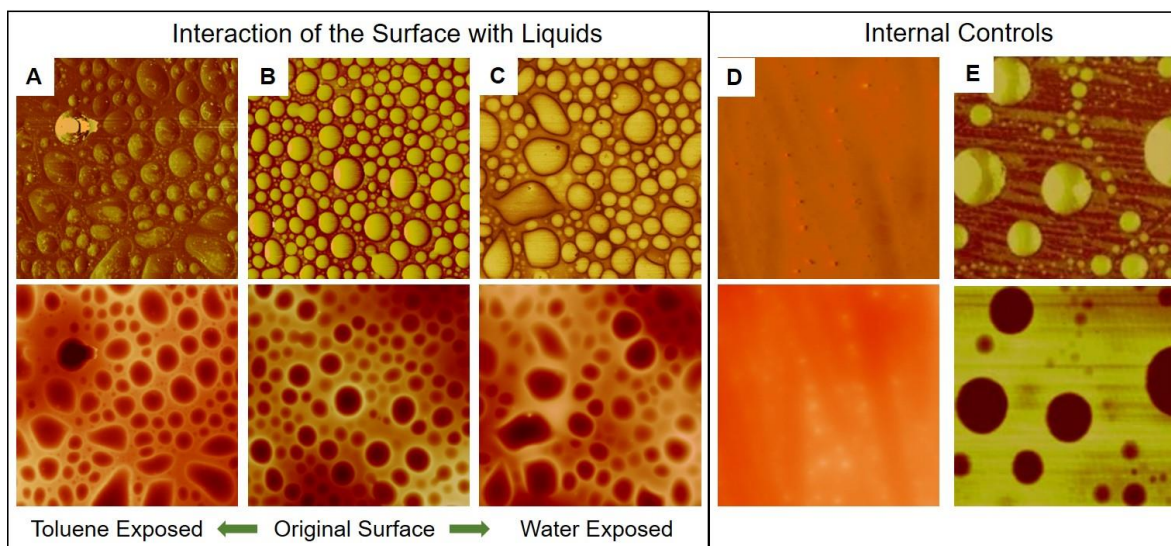 Interaction of the Surface with Liquids
Internal Controls
A
B
C
D
E
Toluene Exposed
Original Surface
Water Exposed